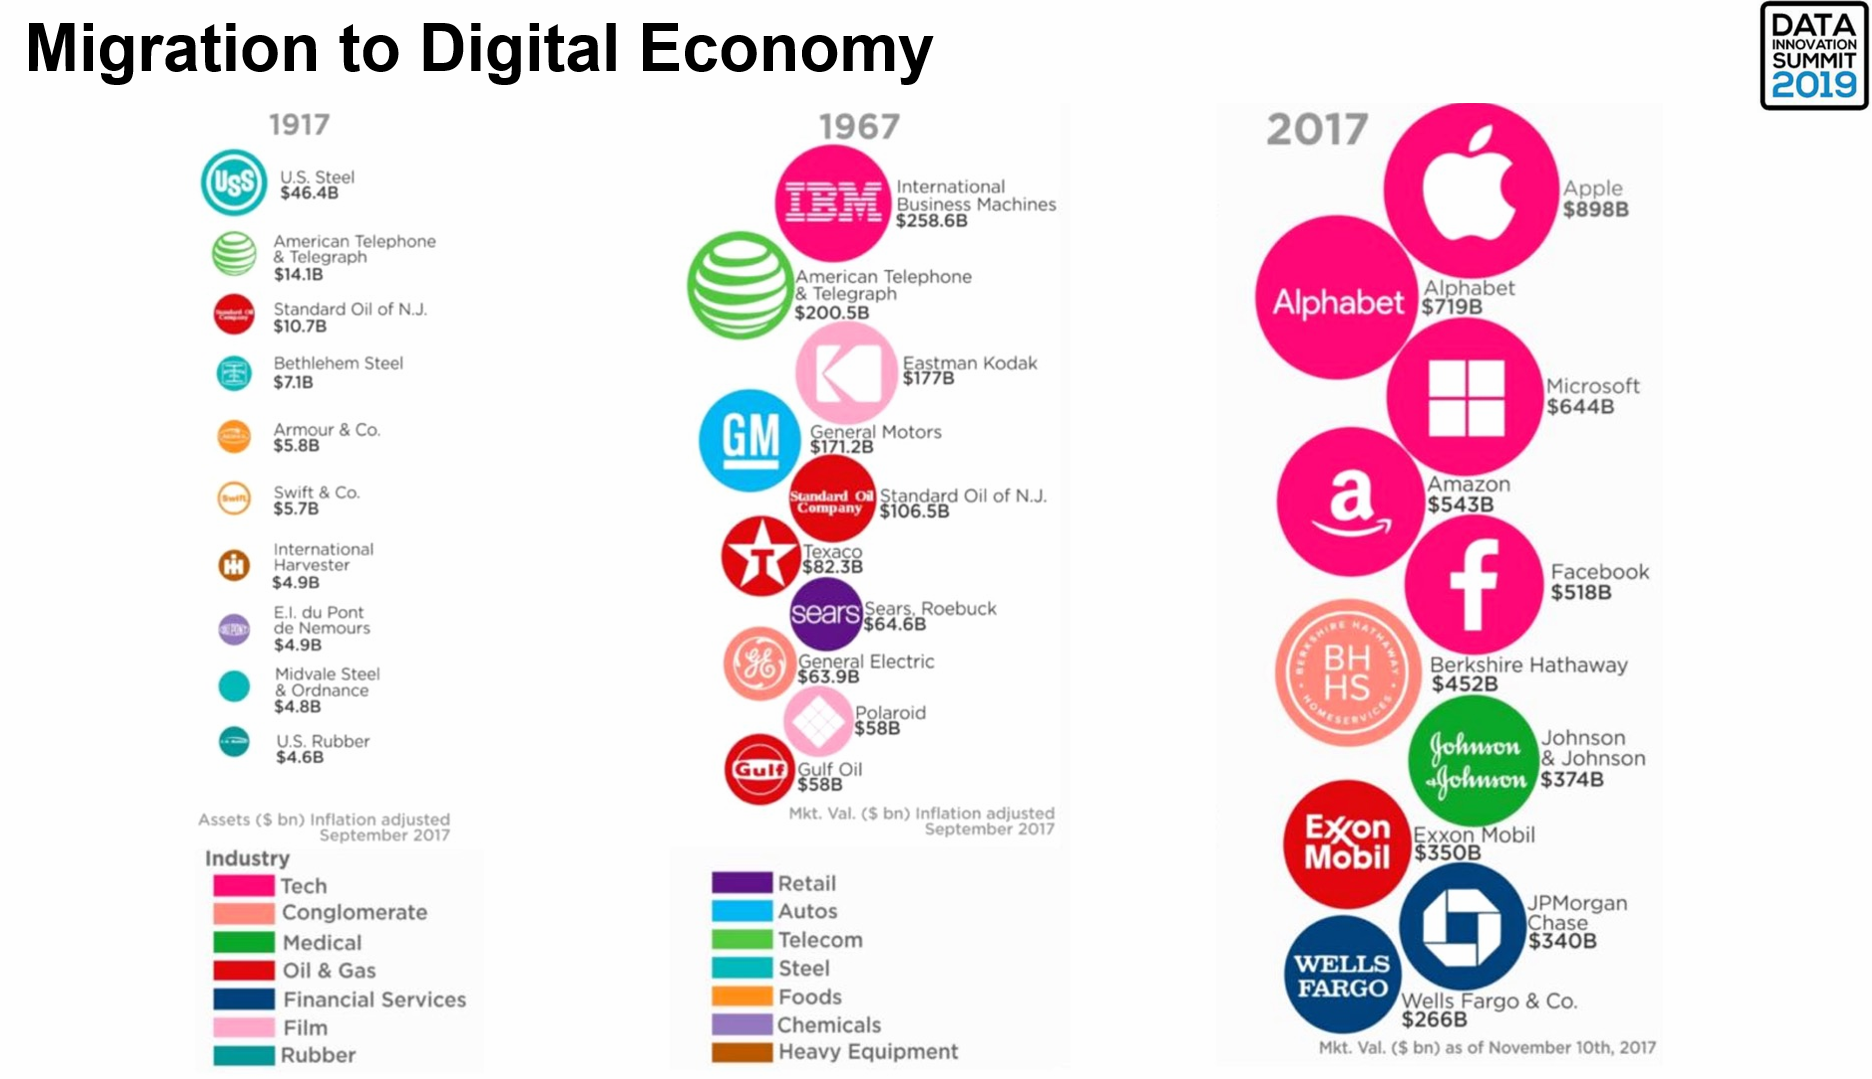 Migration to Digital Economy
DATA
INNOVATION
SUMMIT
2019
1917
USS
U.S. Steel
$46.4B
American Telephone
& Telegraph
$14.1B
Standard Oil
Company
Standard Oil of N.J.
$10.7B
Bethlehem Steel
$7.1B
Armour & Co.
$5.8B
Swift
Swift & Co.
$5.7B
International
Harvester
$4.9B
E.I. du Pont
de Nemours
$4.9B
Midvale Steel
& Ordnance
$4.8B
U.S. Rubber
$4.6B
Assets ($ bn) Inflation adjusted
September 2017
1967
IBM
International
Business Machines
$258.6B
American Telephone
& Telegraph
$200.5B
Eastman Kodak
$177B
GM
General Motors
$171.2B
Standard Oil
Company
Standard Oil of N.J.
$106.5B
T
Texaco
$82.3B
sears
Sears, Roebuck
$64.6B
GE
General Electric
$63.9B
Polaroid
$58B
Gulf
Gulf Oil
$58B
Mkt. Val. ($ bn) Inflation adjusted
September 2017
2017
Apple
$898B
Alphabet
Alphabet
$719B
Microsoft
$644B
a
Amazon
$543B
f
Facebook
$518B
BERKSHIRE HATHAWAY
BH
HS
HOMESERVICES
Berkshire Hathaway
$452B
Johnson
&Johnson
Johnson
& Johnson
$374B
Exxon
Mobil
Exxon Mobil
$350B
JPMorgan
Chase
$340B
WELLS
FARGO
Wells Fargo & Co.
$266B
Mkt. Val. ($ bn) as of November 10th, 2017
Industry
Tech
Conglomerate
Medical
Oil & Gas
Financial Services
Film
Rubber
Retail
Autos
Telecom
Steel
Foods
Chemicals
Heavy Equipment